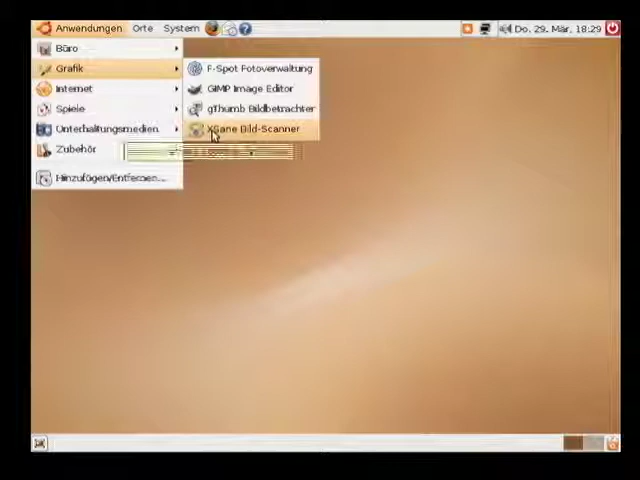 Anwendungen Orte System Do. 29. Mär, 18:29
Büro
Grafik
Internet
Spiele
Unterhaltungsmedien
Zubehör
Hinzufügen/Entfernen...
F-Spot Fotoverwaltung
GIMP Image Editor
gThumb Bildbetrachter
XSane Bild-Scanner